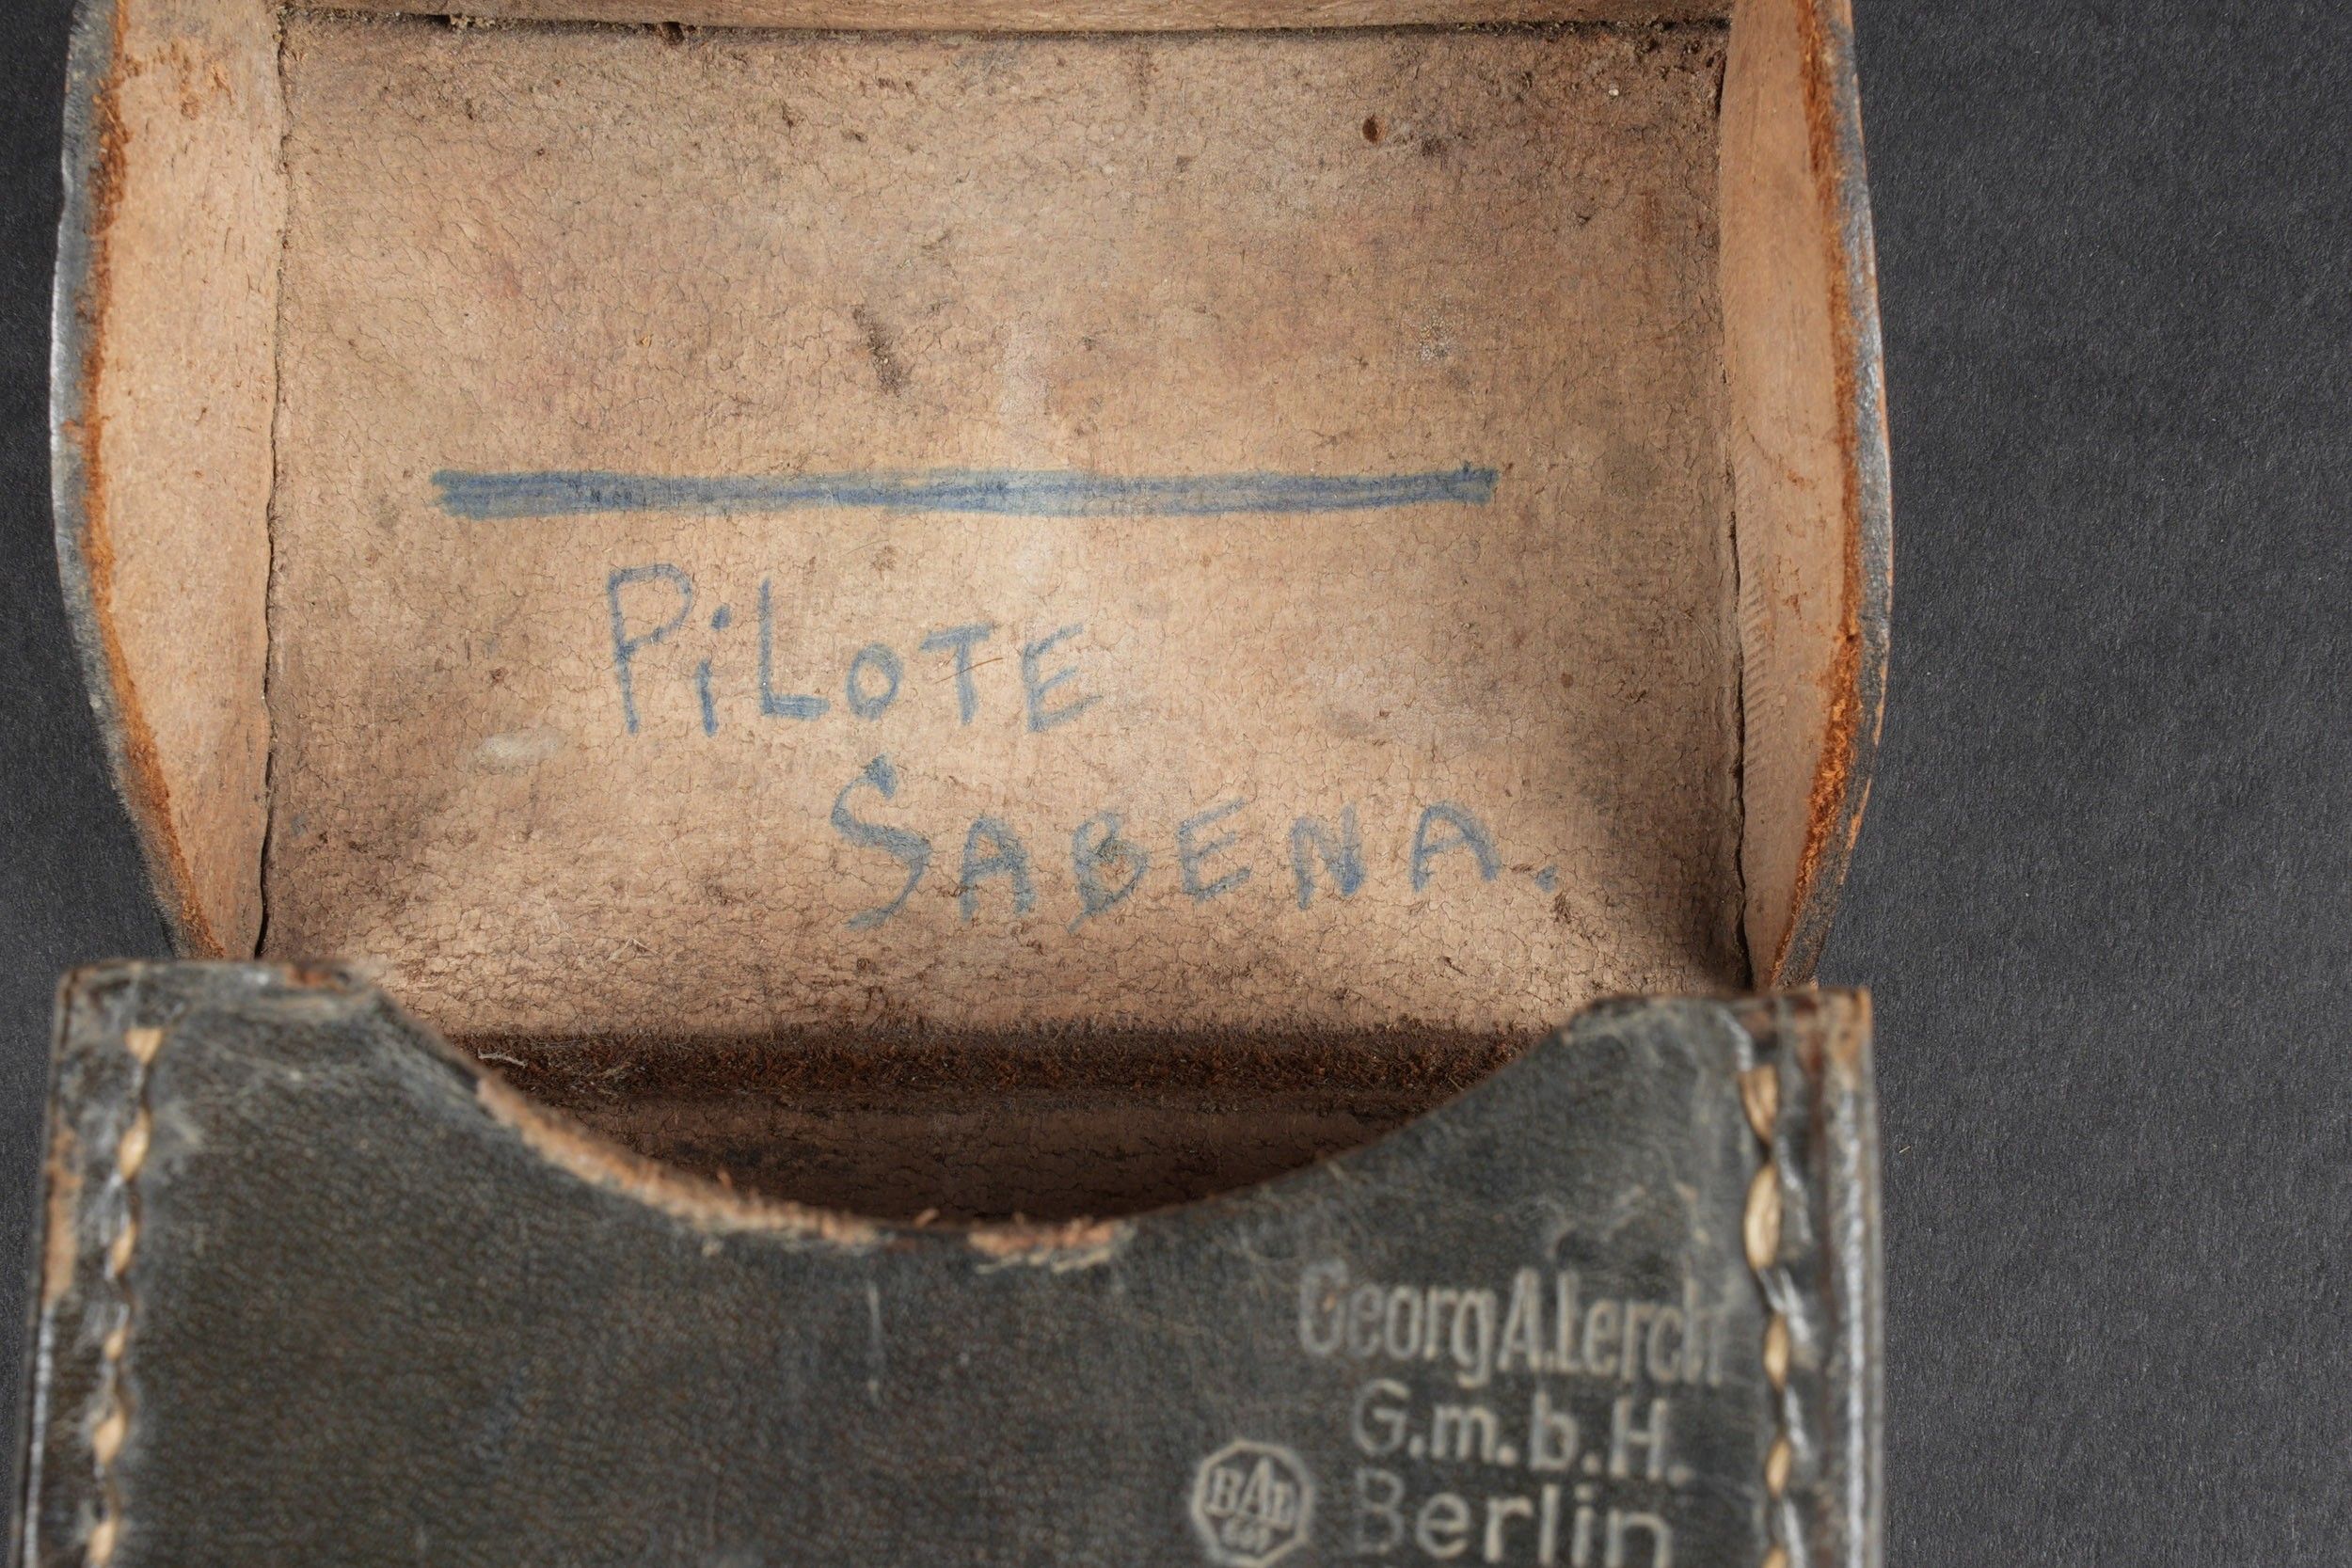 PiLOTE
SABENA.
Georg A. Lerch
G.m.b.H.
Berlin